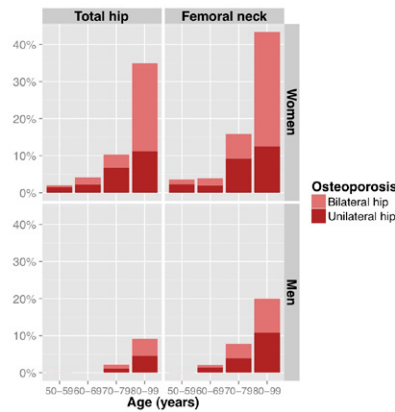 Total hip Femoral neck
40%
30%
20%
10%
0%
Women
Osteoporosis
Bilateral hip
Unilateral hip
40%
30%
20%
10%
0%
Men
50–59 60–69 70–79 80–99 50–59 60–69 70–79 80–99
Age (years)